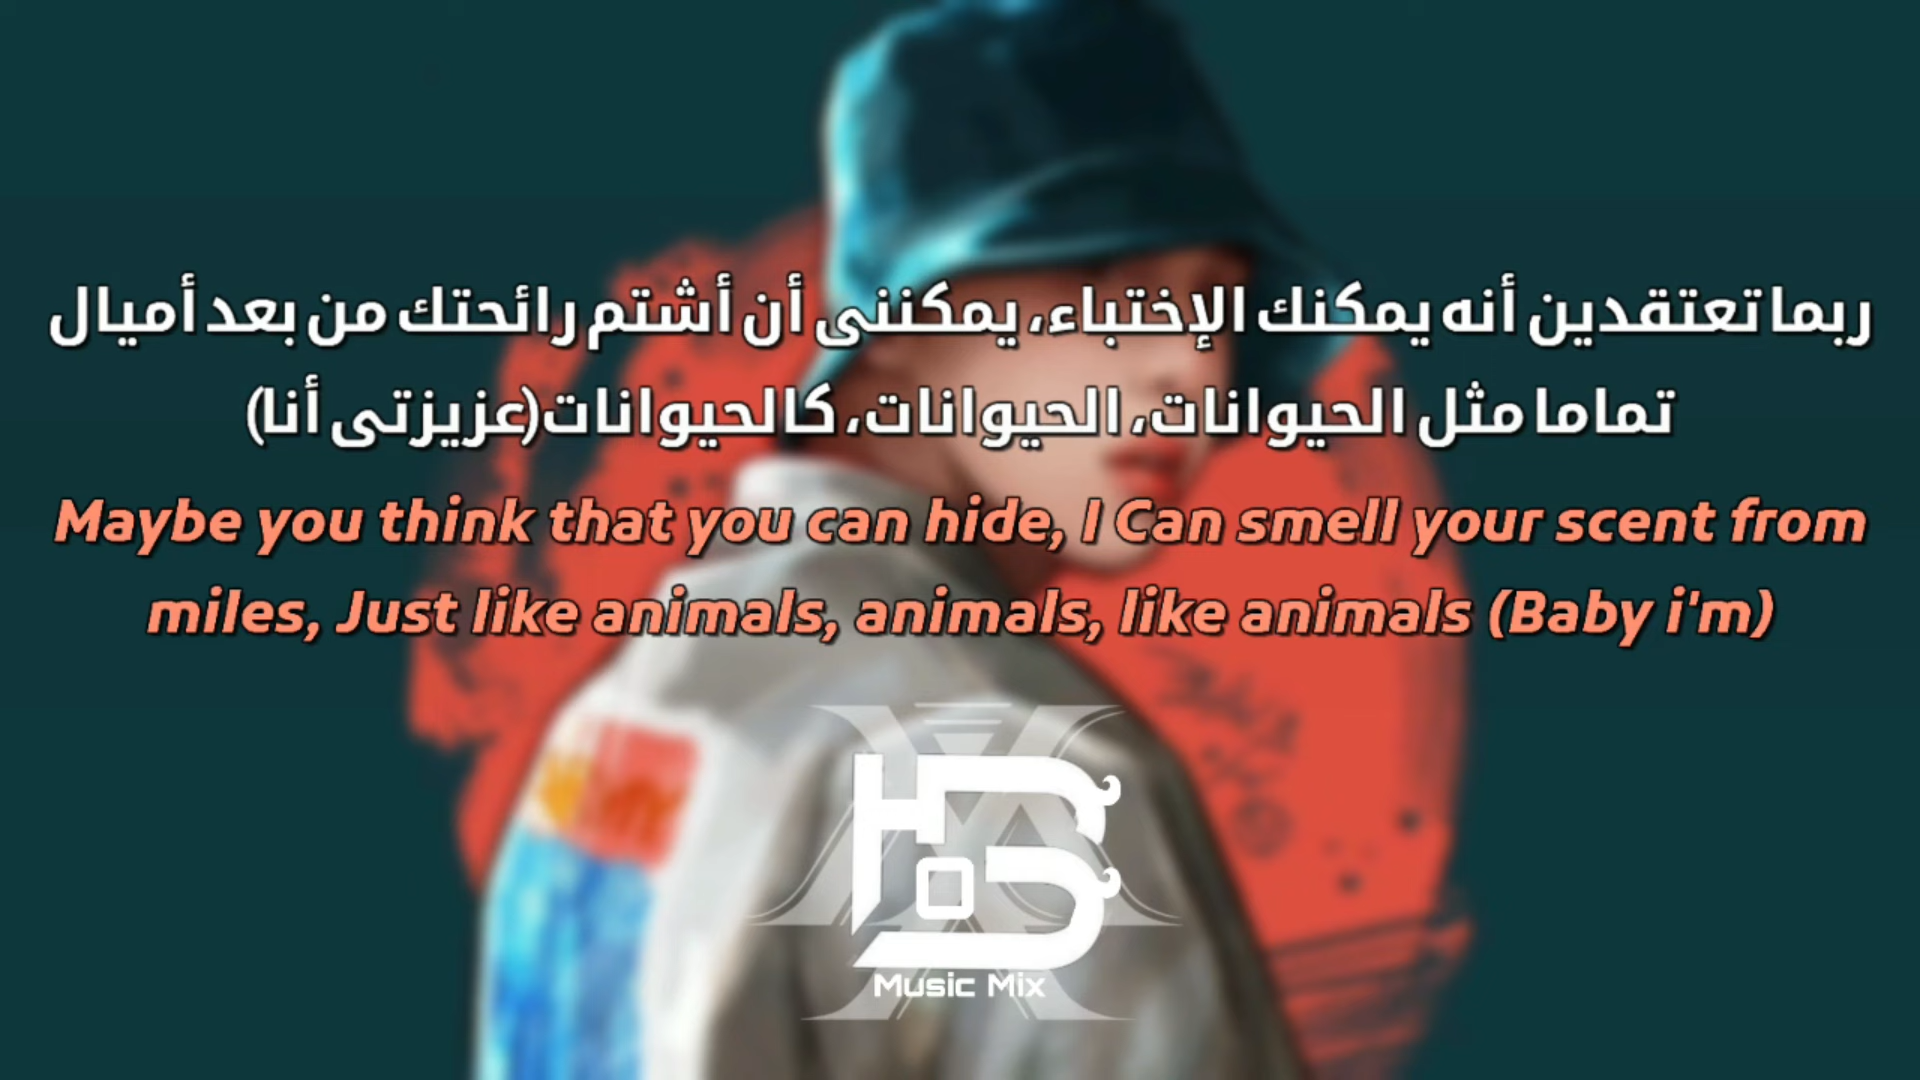 ربما تعتقدين أنه يمكنك الإختباء، يمكننى أن أشتم رائحتك من بعد أميال
تماما مثل الحيوانات، الحيوانات، كالحيوانات(عزيزتى أنا)
Maybe you think that you can hide, I Can smell your scent from
miles, Just like animals, animals, like animals (Baby i'm)
Music Mix